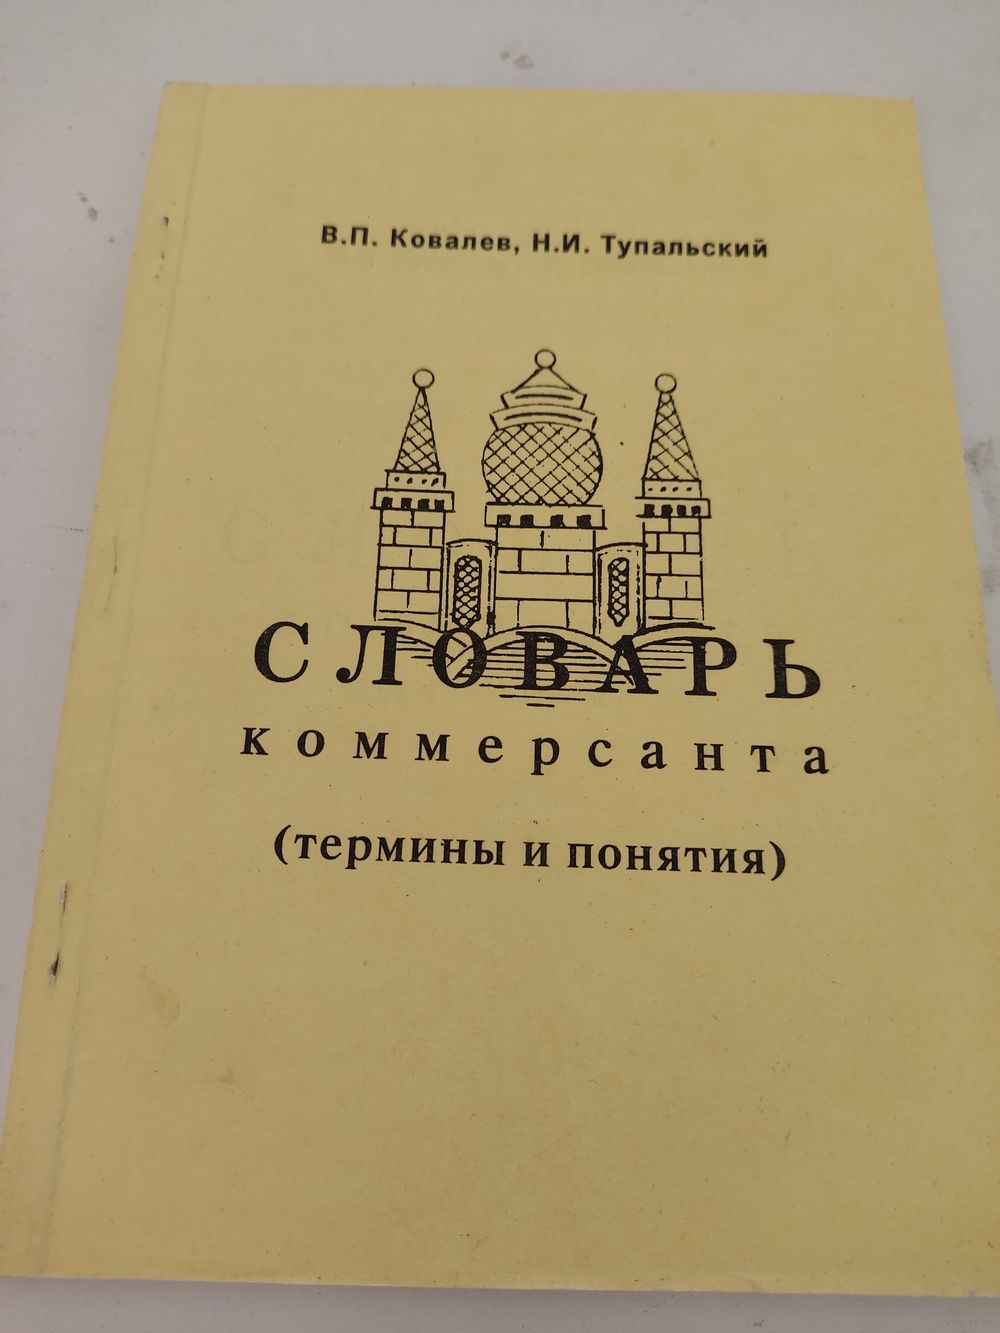 В.П. Ковалев, Н.И. Тупальский
СЛОВАРЬ
коммерсанта
(термины и понятия)